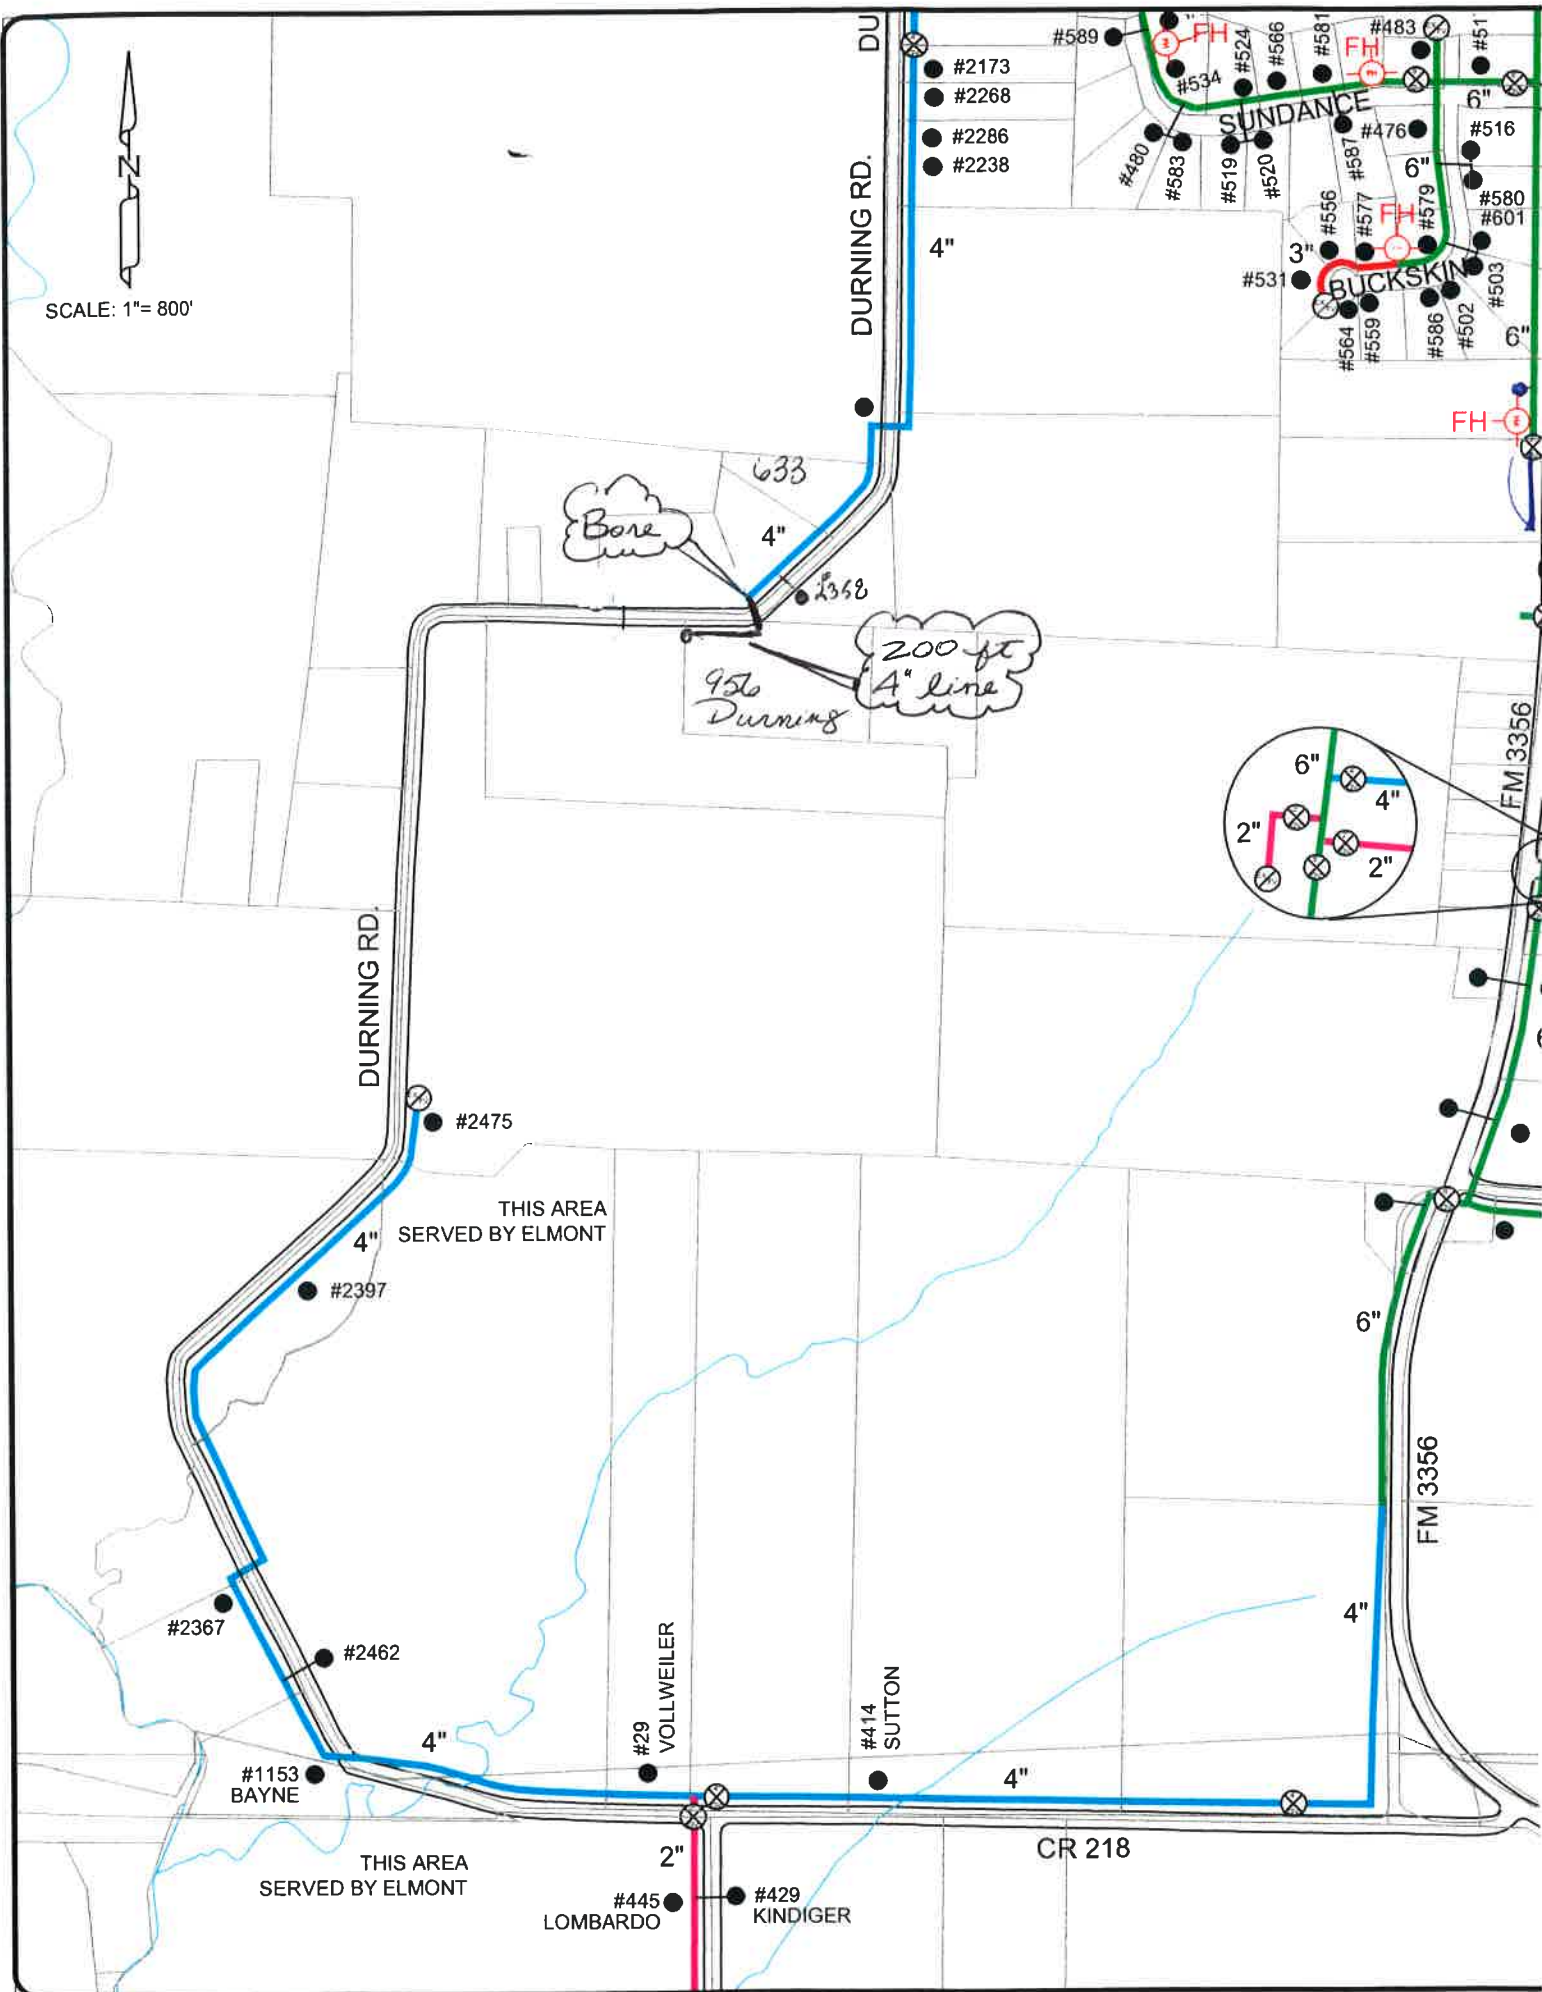 DU
#2173
#2268
#2286
#2238
DURNING RD.
4"
#589
FH
#534
#524
#566
#581
FH
#483
#51
6"
SUNDANCE
#480
#583
#519
#520
#587
#476
#516
6"
#580
#601
#556
#577
FH
#579
3"
#531
BUCKSKIN
#503
#564
#559
#586
#502
6"
FH
N
SCALE: 1"= 800'
633
Bore
4"
200 ft
4" line
956
Durning
FM 3356
6"
4"
2"
2"
DURNING RD.
#2475
THIS AREA
SERVED BY ELMONT
4"
#2397
6"
FM 3356
4"
#2367
#2462
#29
VOLLWEILER
#414
SUTTON
4"
4"
#1153
BAYNE
CR 218
2"
THIS AREA
SERVED BY ELMONT
#445
LOMBARDO
#429
KINDIGER